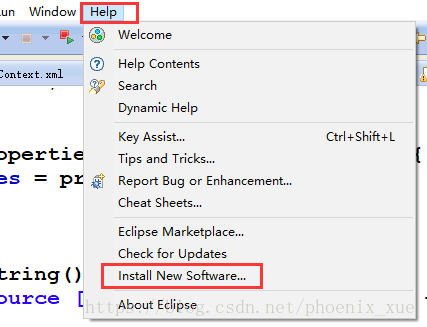 un Window Help
Welcome
Context.xml
Help Contents
Search
Dynamic Help
Key Assist... Ctrl+Shift+L
opertie {
Tips and Tricks...
es = pr
Report Bug or Enhancement...
Cheat Sheets...
Eclipse Marketplace...
Check for Updates
tring()
Install New Software...
ource [
https://blog.csdn.net/phoenix_xue
About Eclipse